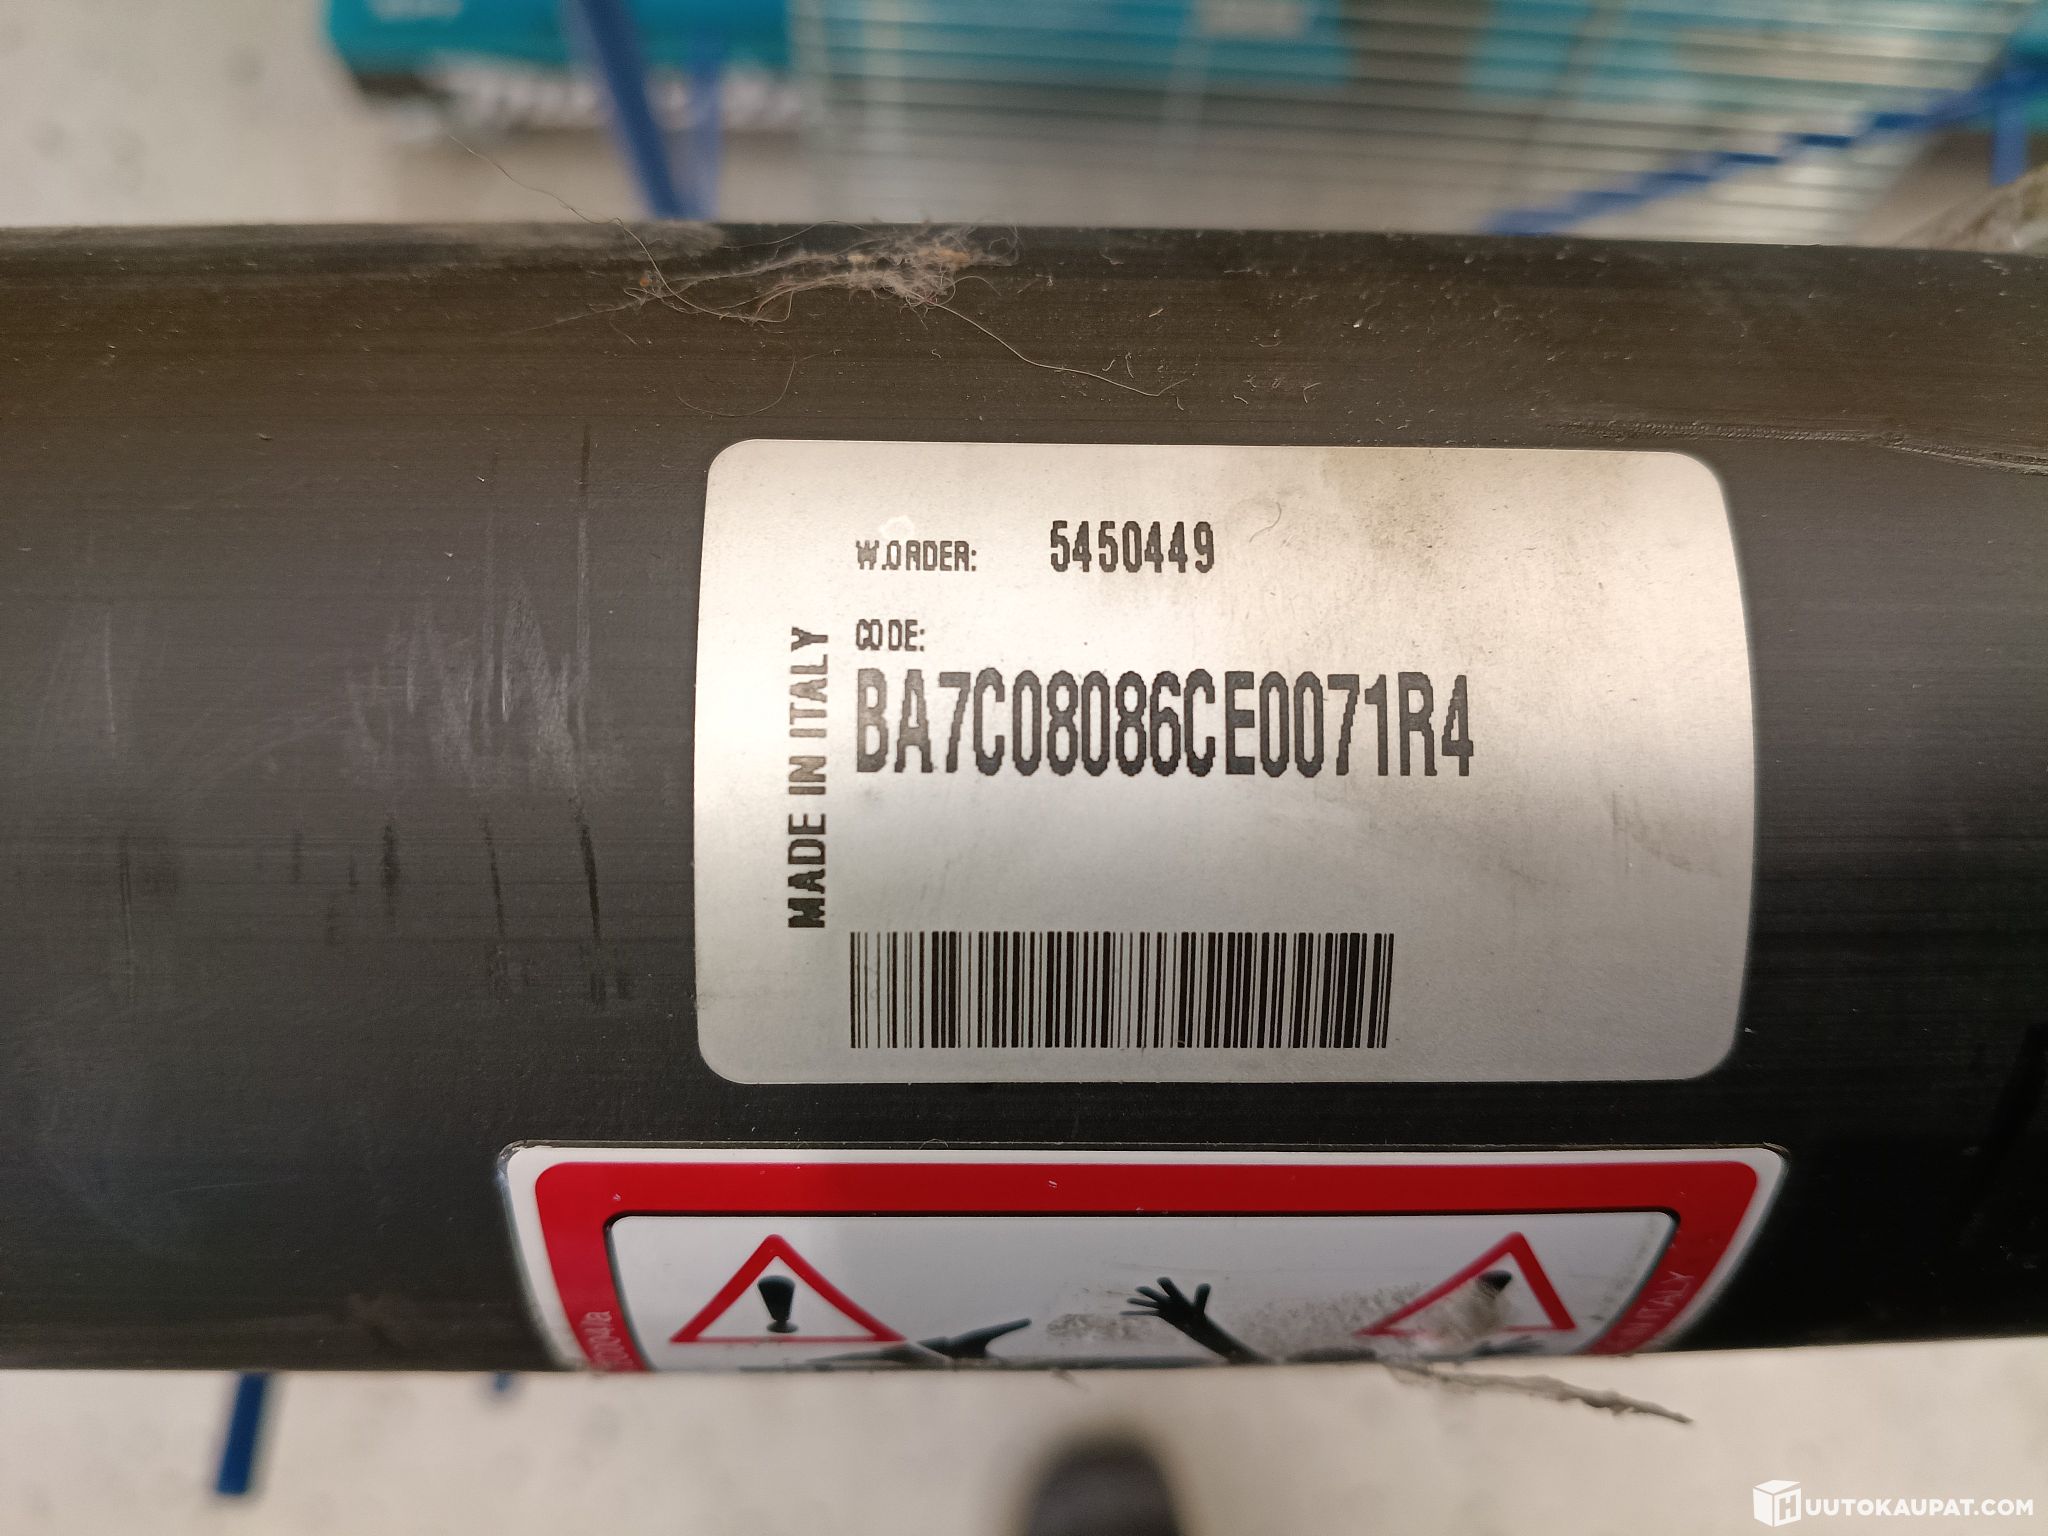 W.ORDER: 5450449
CODE:
BA7C08086CE0071R4
MADE IN ITALY
HUUTOKAUPAT.COM